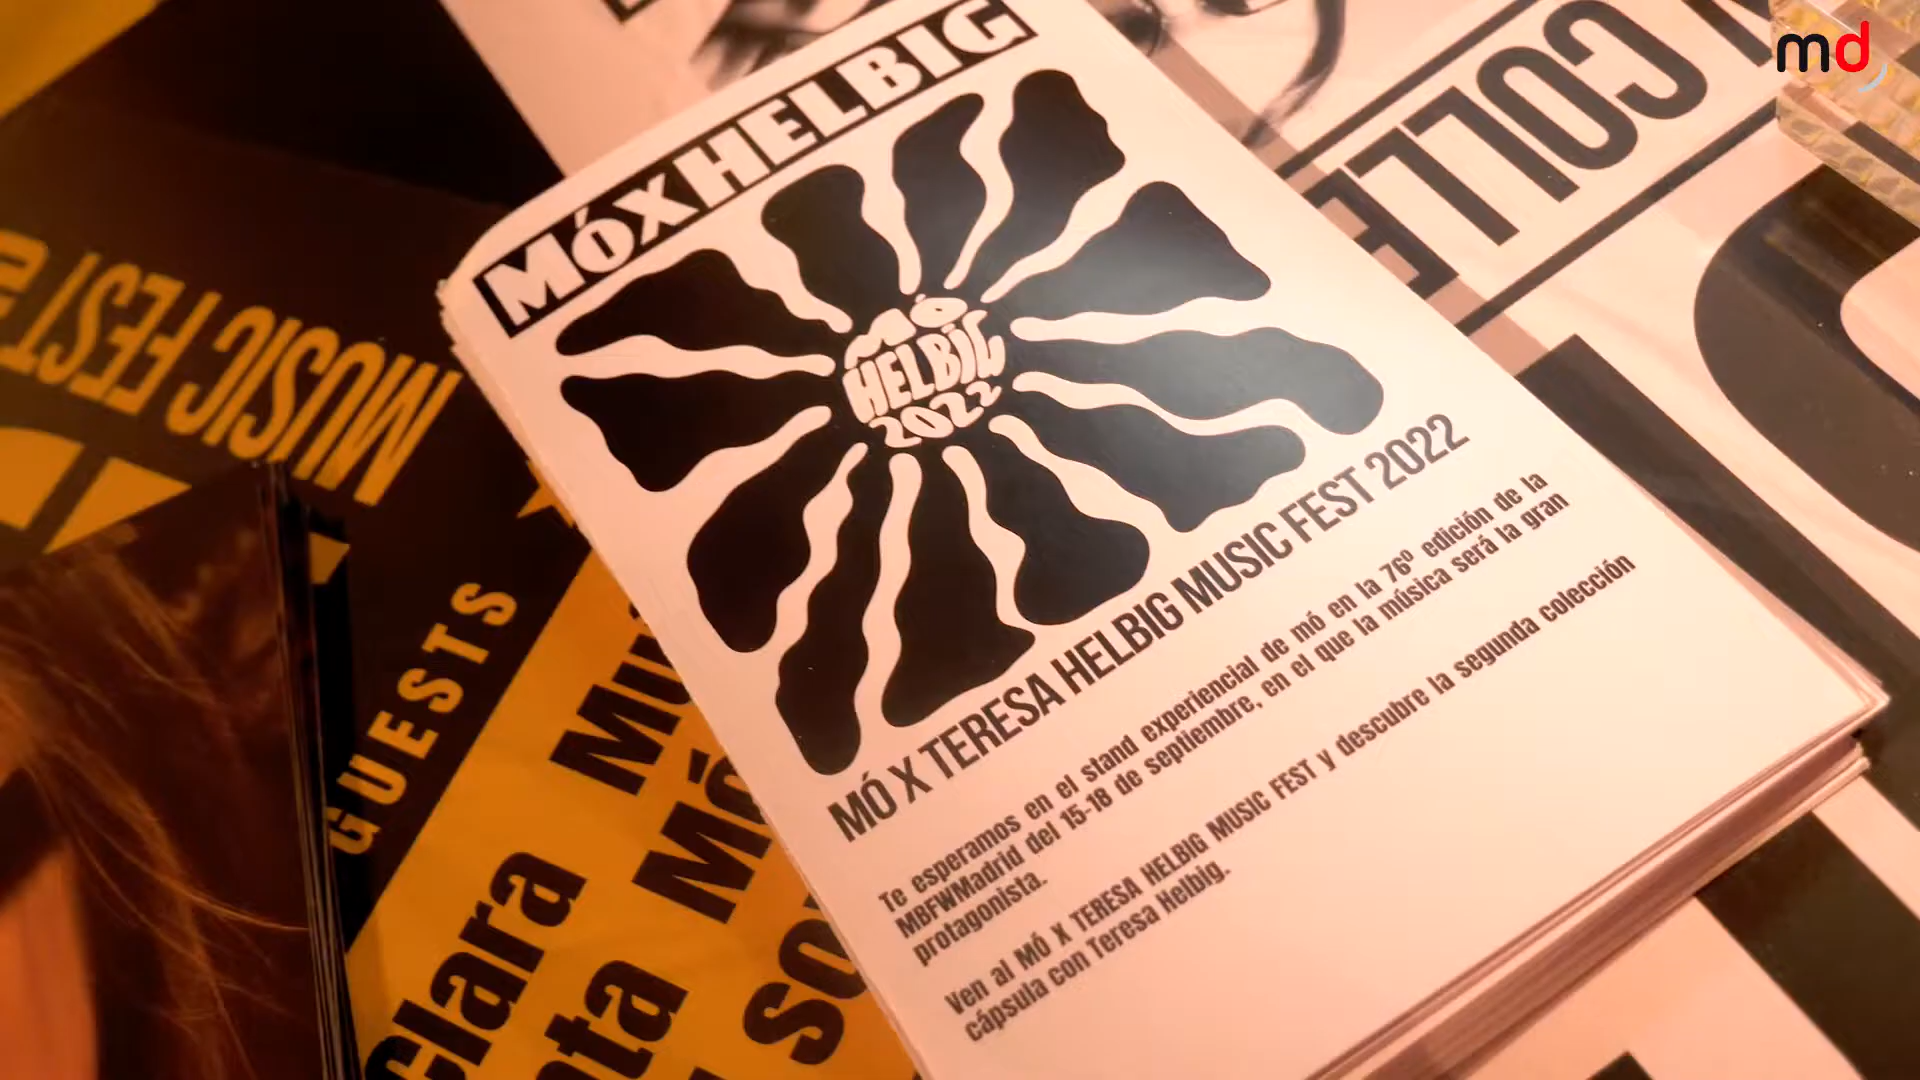 md
MÓXHELBIG
MÓ
HELBIG
2022
MÓ X TERESA HELBIG MUSIC FEST 2022
Te esperamos en el stand experiencial de mó en la 76º edición de la
MBFWMadrid del 15-18 de septiembre, en el que la música será la gran
protagonista.
Ven al MÓ X TERESA HELBIG MUSIC FEST y descubre la segunda colección
cápsula con Teresa Helbig.
MUSIC FEST
GUESTS